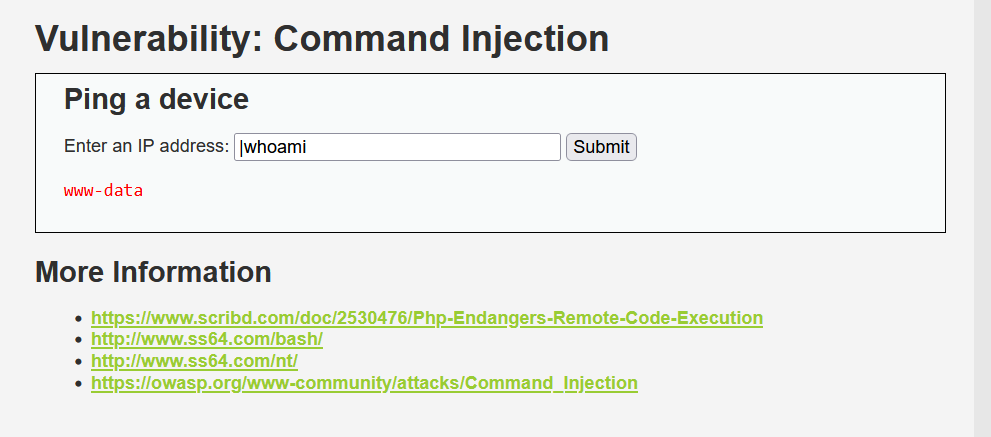 Vulnerability: Command Injection
Ping a device
Enter an IP address: |whoami Submit
www-data
More Information
https://www.scribd.com/doc/2530476/Php-Endangers-Remote-Code-Execution
http://www.ss64.com/bash/
http://www.ss64.com/nt/
https://owasp.org/www-community/attacks/Command_Injection